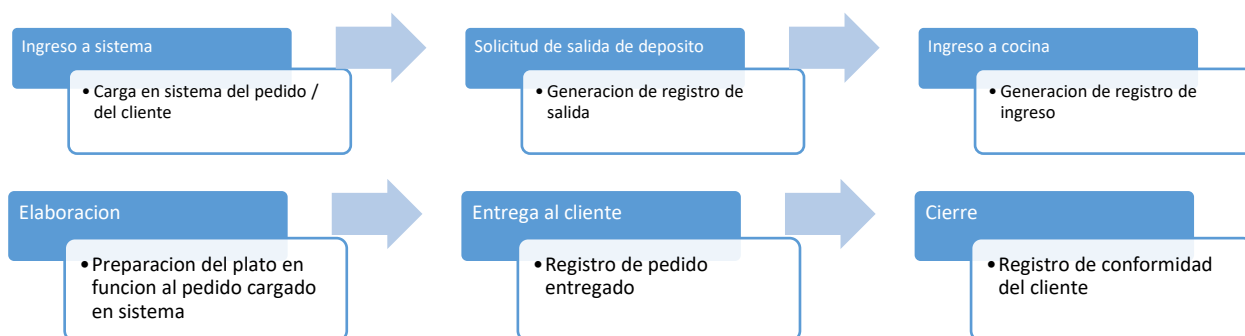 Ingreso a sistema
• Carga en sistema del pedido /
del cliente
Solicitud de salida de deposito
• Generacion de registro de
salida
Ingreso a cocina
• Generacion de registro de
ingreso
Elaboracion
• Preparacion del plato en
funcion al pedido cargado
en sistema
Entrega al cliente
• Registro de pedido
entregado
Cierre
• Registro de conformidad
del cliente